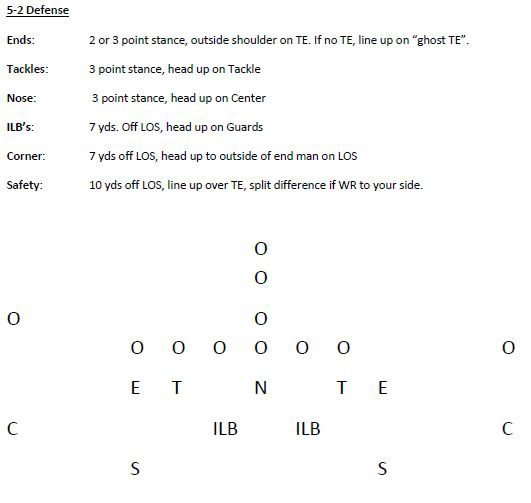 5-2 Defense
Ends: 2 or 3 point stance, outside shoulder on TE. If no TE, line up on “ghost TE”.
Tackles: 3 point stance, head up on Tackle
Nose: 3 point stance, head up on Center
ILB’s: 7 yds. Off LOS, head up on Guards
Corner: 7 yds off LOS, head up to outside of end man on LOS
Safety: 10 yds off LOS, line up over TE, split difference if WR to your side.
O
O
O O
O O O O O O O
E T N T E
C ILB ILB C
S S